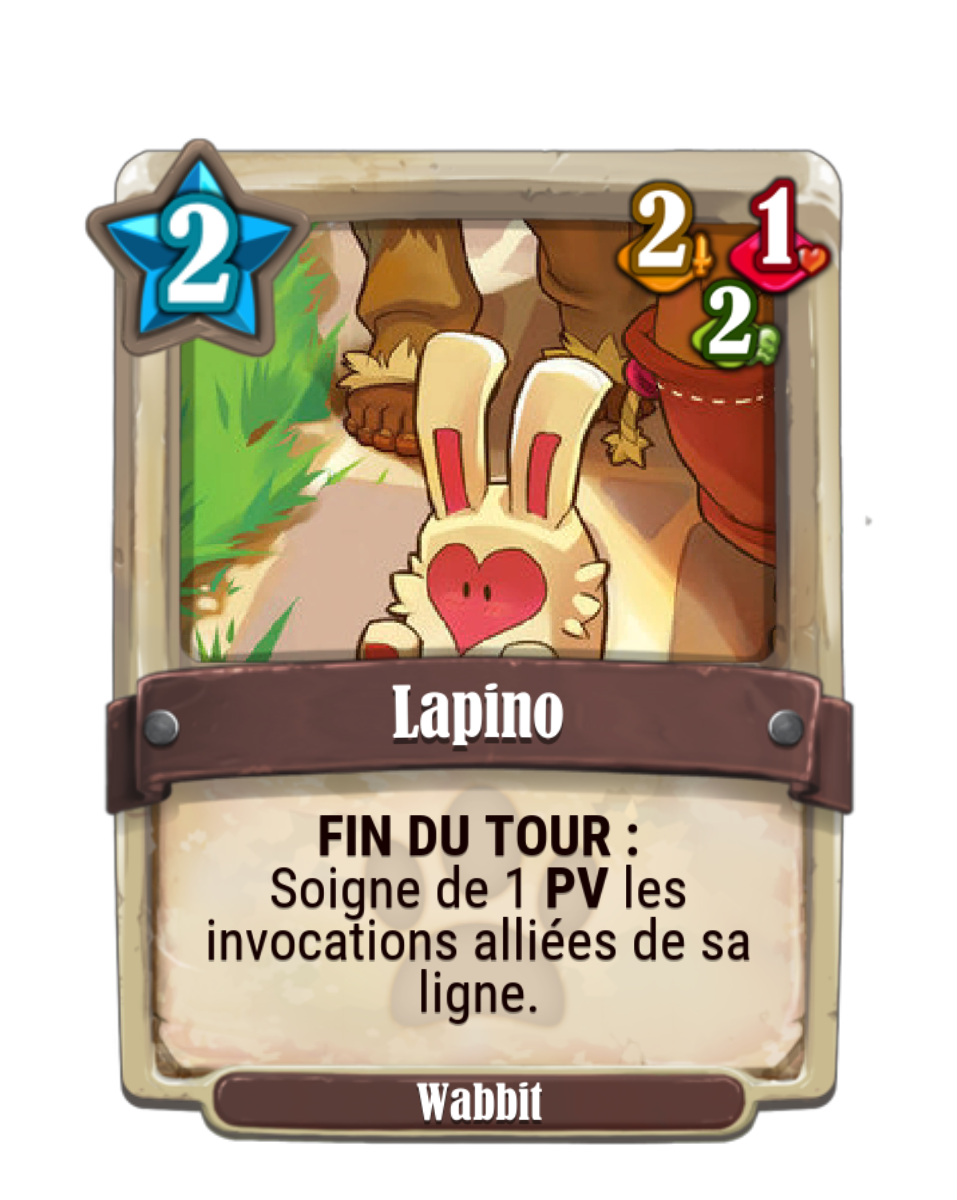 2
2
1
2
Lapino
FIN DU TOUR :
Soigne de 1 PV les
invocations alliées de sa
ligne.
Wabbit